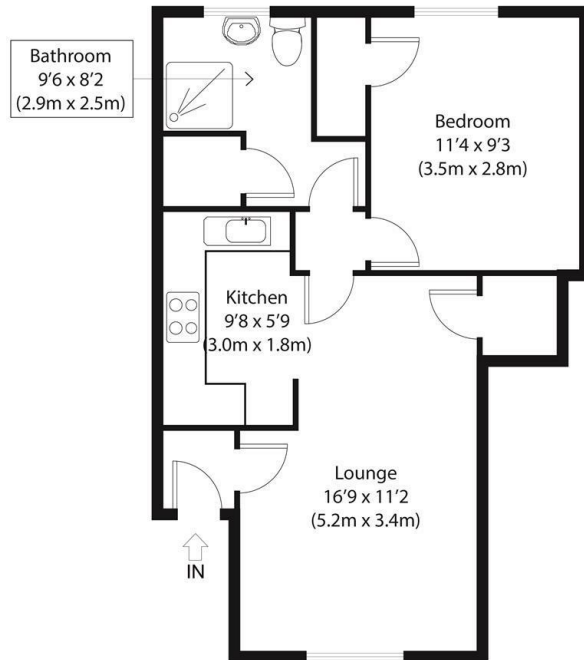 Bathroom
9'6 x 8'2
(2.9m x 2.5m)
Bedroom
11'4 x 9'3
(3.5m x 2.8m)
Kitchen
9'8 x 5'9
(3.0m x 1.8m)
Lounge
16'9 x 11'2
(5.2m x 3.4m)
IN